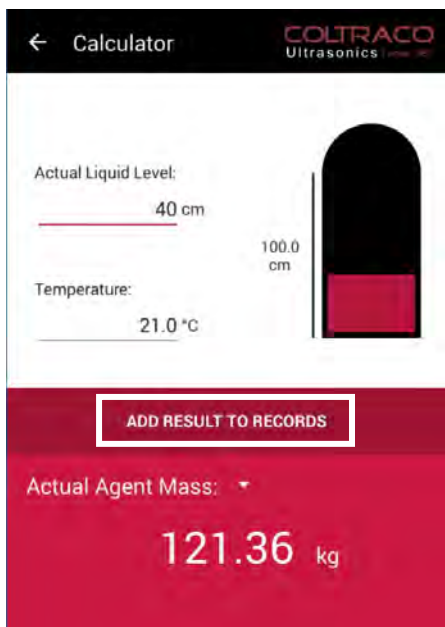 ← Calculator
COLTRACO
Ultrasonics
Actual Liquid Level:
40 cm
100.0
cm
Temperature:
21.0 °C
ADD RESULT TO RECORDS
Actual Agent Mass:
121.36 kg